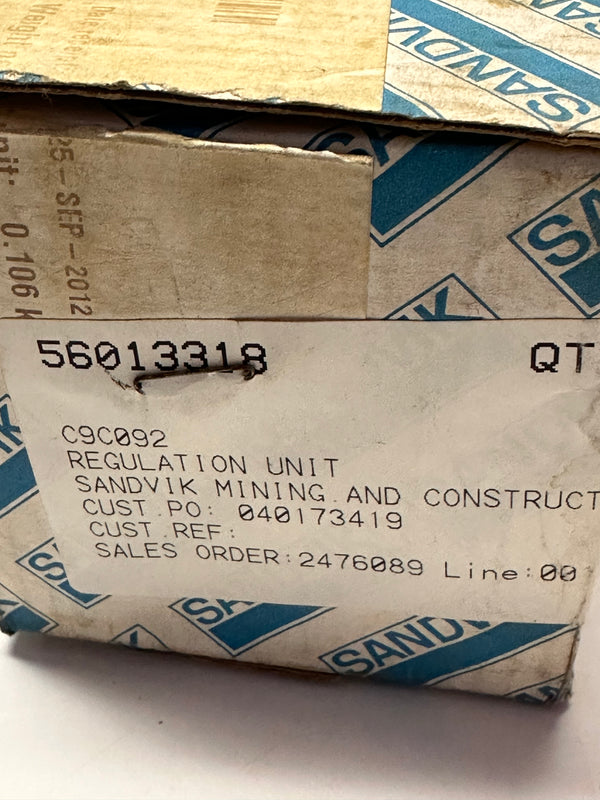 SANDVIK
SANDVIK
25-SEP-2012
0.106
56013318
QT
C9C092
REGULATION UNIT
SANDVIK MINING AND CONSTRUCT
CUST.PO: 040173419
CUST.REF:
SALES ORDER:2476089 Line:00
SANDVIK